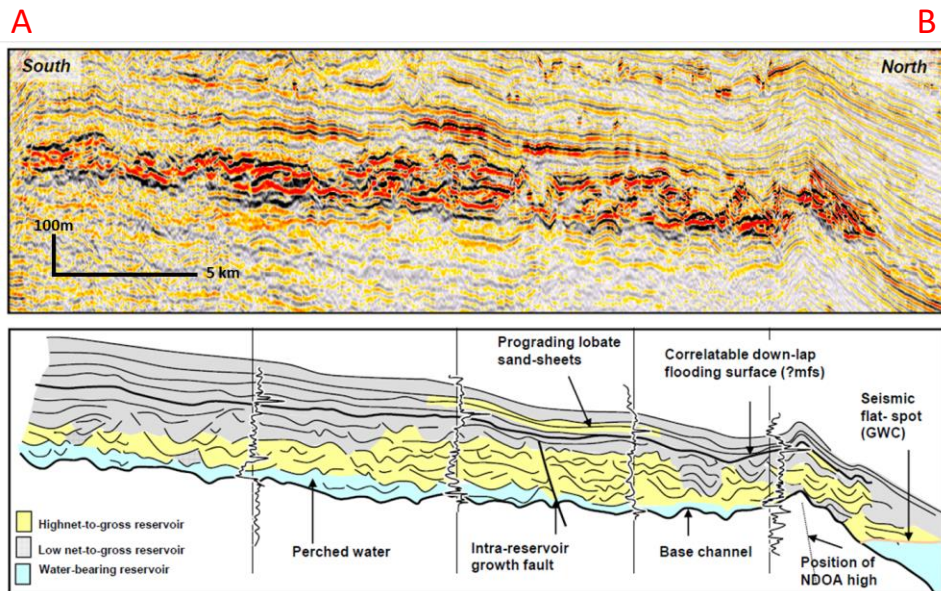 A
B
South
North
100m
5 km
Prograding lobate
sand-sheets
Correlatable down-lap
flooding surface (?mfs)
Seismic
flat- spot
(GWC)
Highnet-to-gross reservoir
Low net-to-gross reservoir
Water-bearing reservoir
Perched water
Intra-reservoir
growth fault
Base channel
Position of
NDOA high